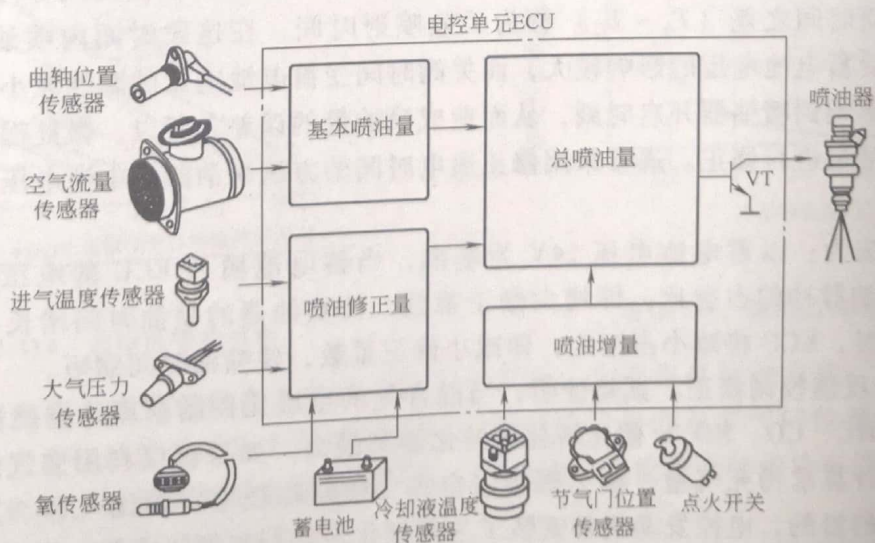 电控单元ECU
曲轴位置
传感器
空气流量
传感器
进气温度传感器
大气压力
传感器
氧传感器
基本喷油量
喷油修正量
总喷油量
喷油增量
VT
喷油器
蓄电池
冷却液温度
传感器
节气门位置
传感器
点火开关